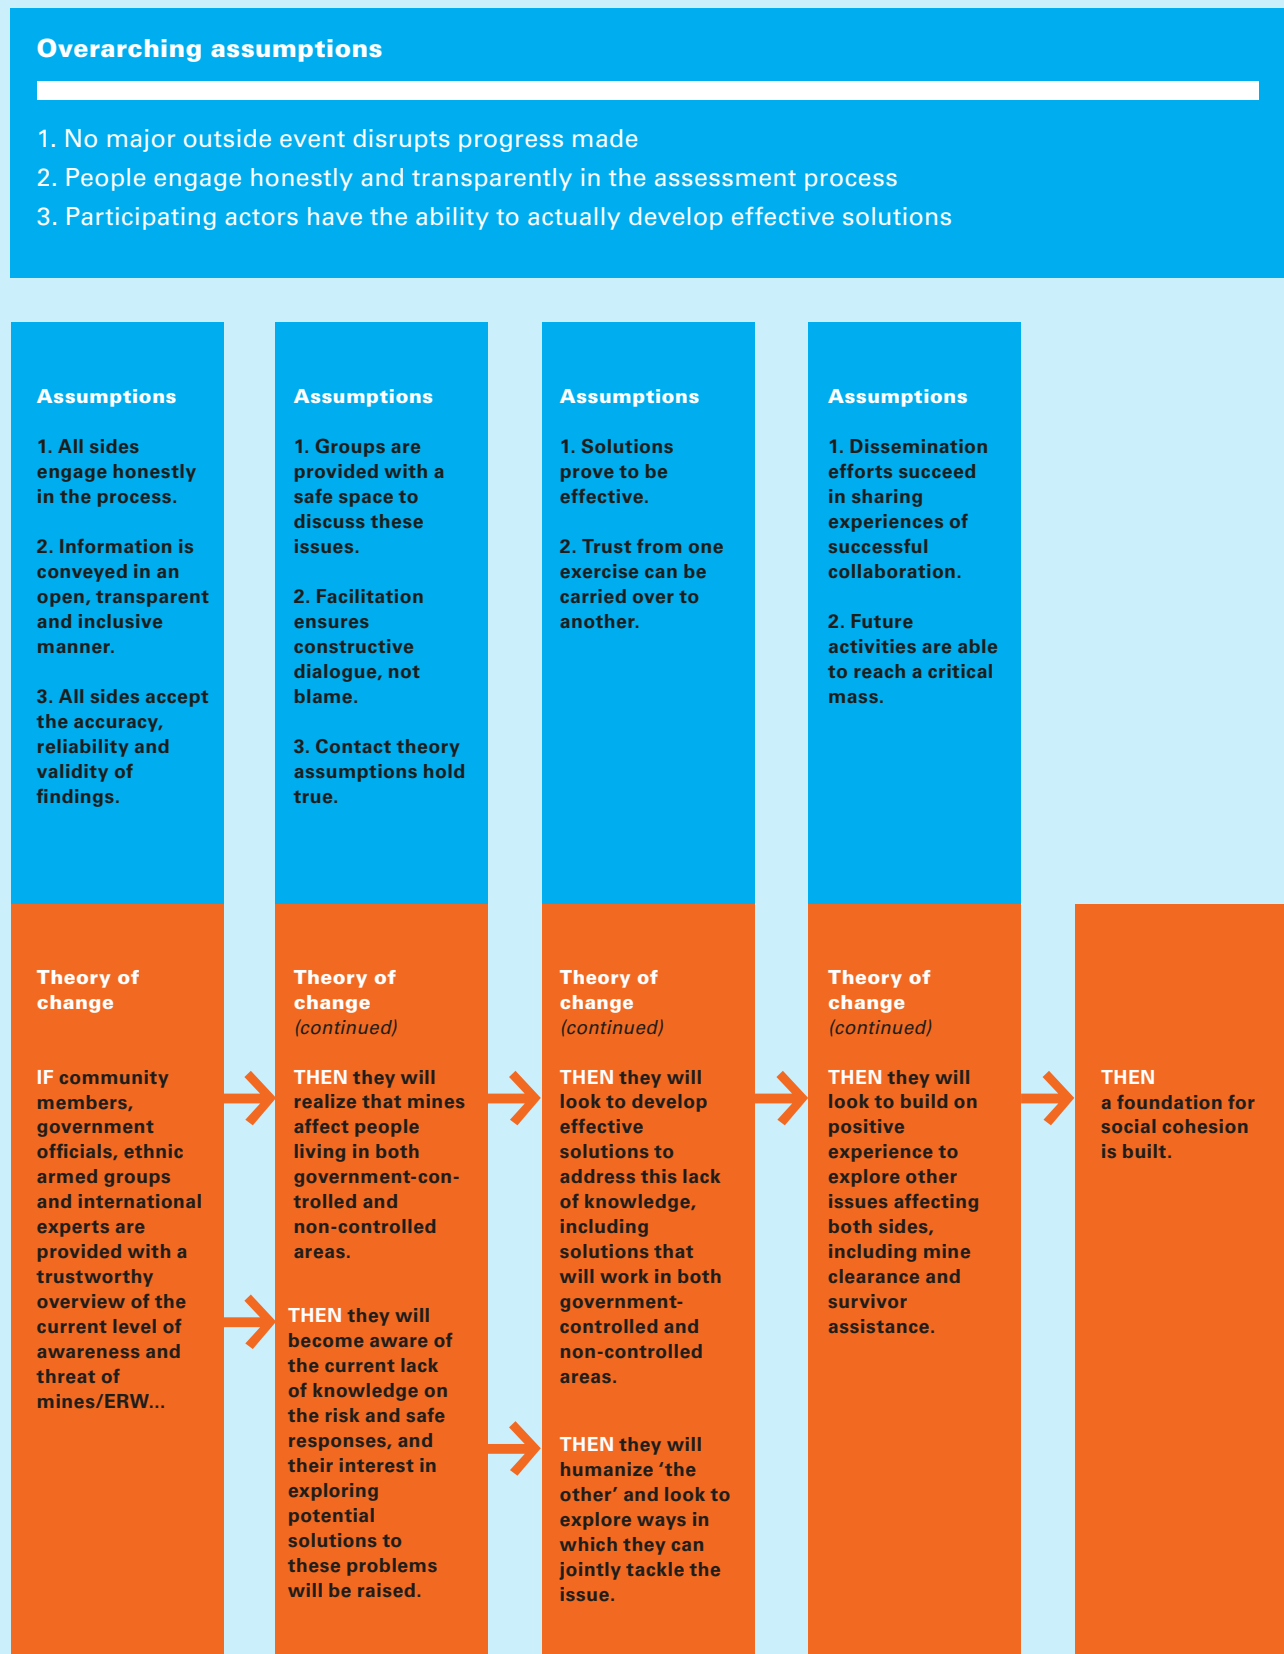 Overarching assumptions
1. No major outside event disrupts progress made
2. People engage honestly and transparently in the assessment process
3. Participating actors have the ability to actually develop effective solutions
Assumptions
1. All sides
engage honestly
in the process.
2. Information is
conveyed in an
open, transparent
and inclusive
manner.
3. All sides accept
the accuracy,
reliability and
validity of
findings.
Assumptions
1. Groups are
provided with a
safe space to
discuss these
issues.
2. Facilitation
ensures
constructive
dialogue, not
blame.
3. Contact theory
assumptions hold
true.
Assumptions
1. Solutions
prove to be
effective.
2. Trust from one
exercise can be
carried over to
another.
Assumptions
1. Dissemination
efforts succeed
in sharing
experiences of
successful
collaboration.
2. Future
activities are able
to reach a critical
mass.
Theory of
change
IF community
members,
government
officials, ethnic
armed groups
and international
experts are
provided with a
trustworthy
overview of the
current level of
awareness and
threat of
mines/ERW...
Theory of
change
(continued)
THEN they will
realize that mines
affect people
living in both
government-con-
trolled and
non-controlled
areas.
THEN they will
become aware of
the current lack
of knowledge on
the risk and safe
responses, and
their interest in
exploring
potential
solutions to
these problems
will be raised.
Theory of
change
(continued)
THEN they will
look to develop
effective
solutions to
address this lack
of knowledge,
including
solutions that
will work in both
government-
controlled and
non-controlled
areas.
THEN they will
humanize ‘the
other’ and look to
explore ways in
which they can
jointly tackle the
issue.
Theory of
change
(continued)
THEN they will
look to build on
positive
experience to
explore other
issues affecting
both sides,
including mine
clearance and
survivor
assistance.
THEN
a foundation for
social cohesion
is built.